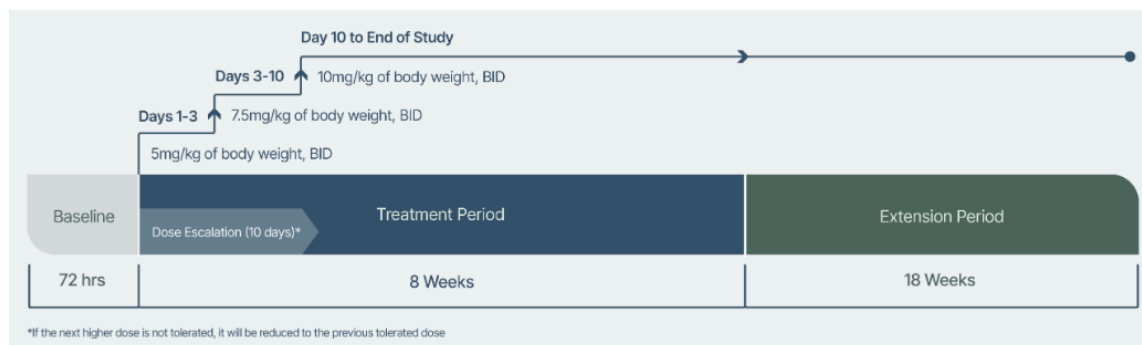 Day 10 to End of Study
Days 3-10
10mg/kg of body weight, BID
Days 1-3
7.5mg/kg of body weight, BID
5mg/kg of body weight, BID
Baseline
Treatment Period
Extension Period
Dose Escalation (10 days)*
72 hrs
8 Weeks
18 Weeks
*If the next higher dose is not tolerated, it will be reduced to the previous tolerated dose